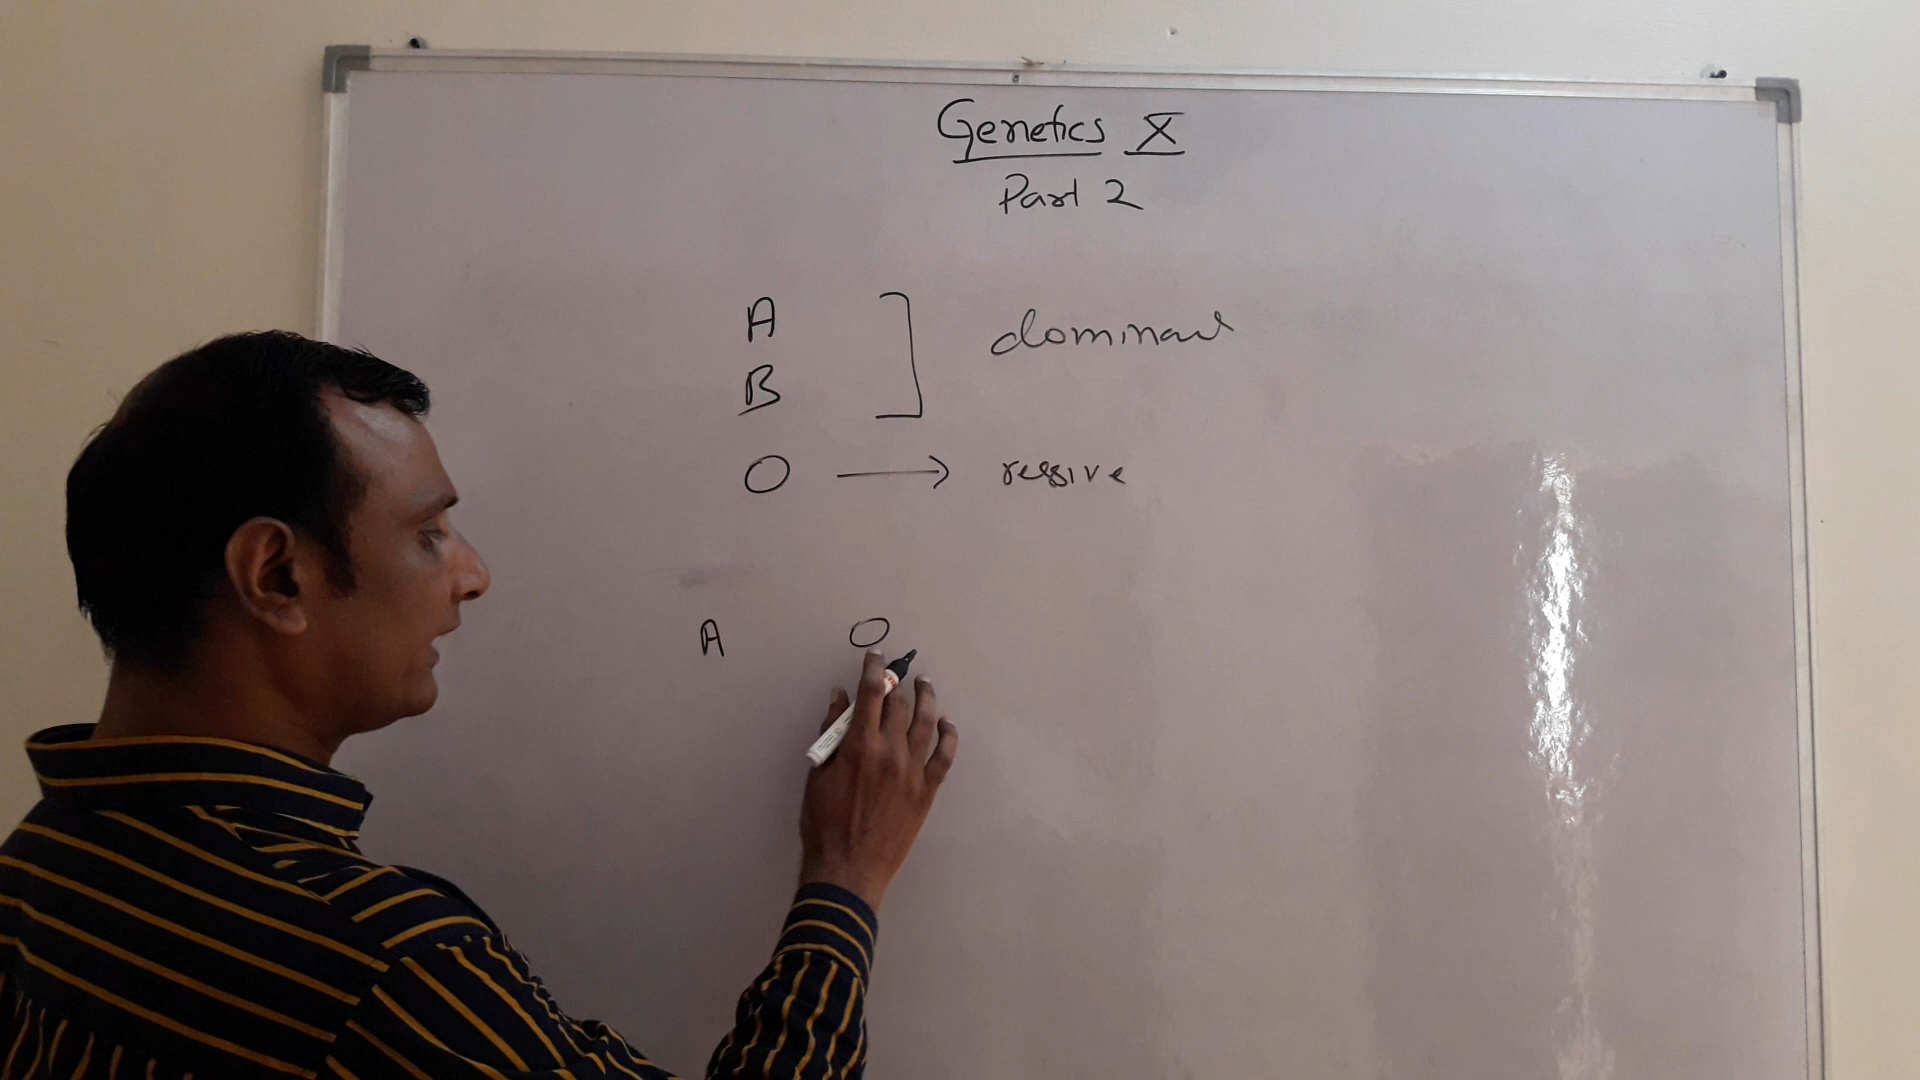 Genetics X
Part 2
A
B
dominant
O → ressive
A O